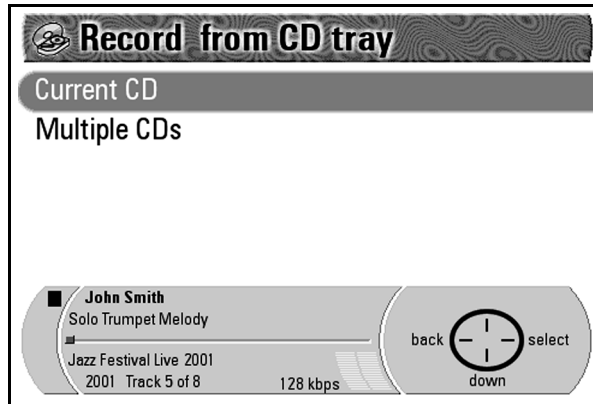 Record from CD tray
Current CD
Multiple CDs
John Smith
Solo Trumpet Melody
Jazz Festival Live 2001
2001 Track 5 of 8 128 kbps
back select
down